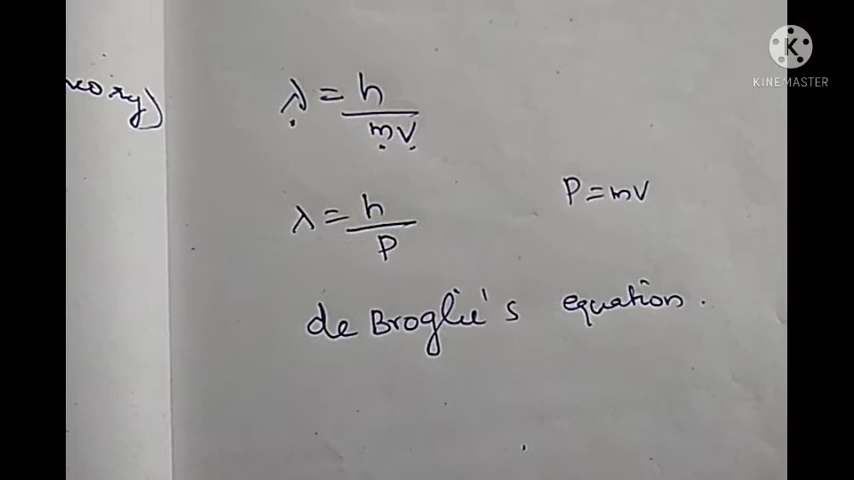 λ = h / mv
P = mv
λ = h / P
de Broglie's equation.
KINEMASTER